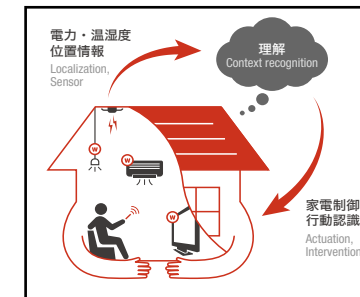 電力・温湿度
位置情報
Localization,
Sensor
理解
Context recognition
W
W
W
家電制御
行動認識
Actuation,
Intervention